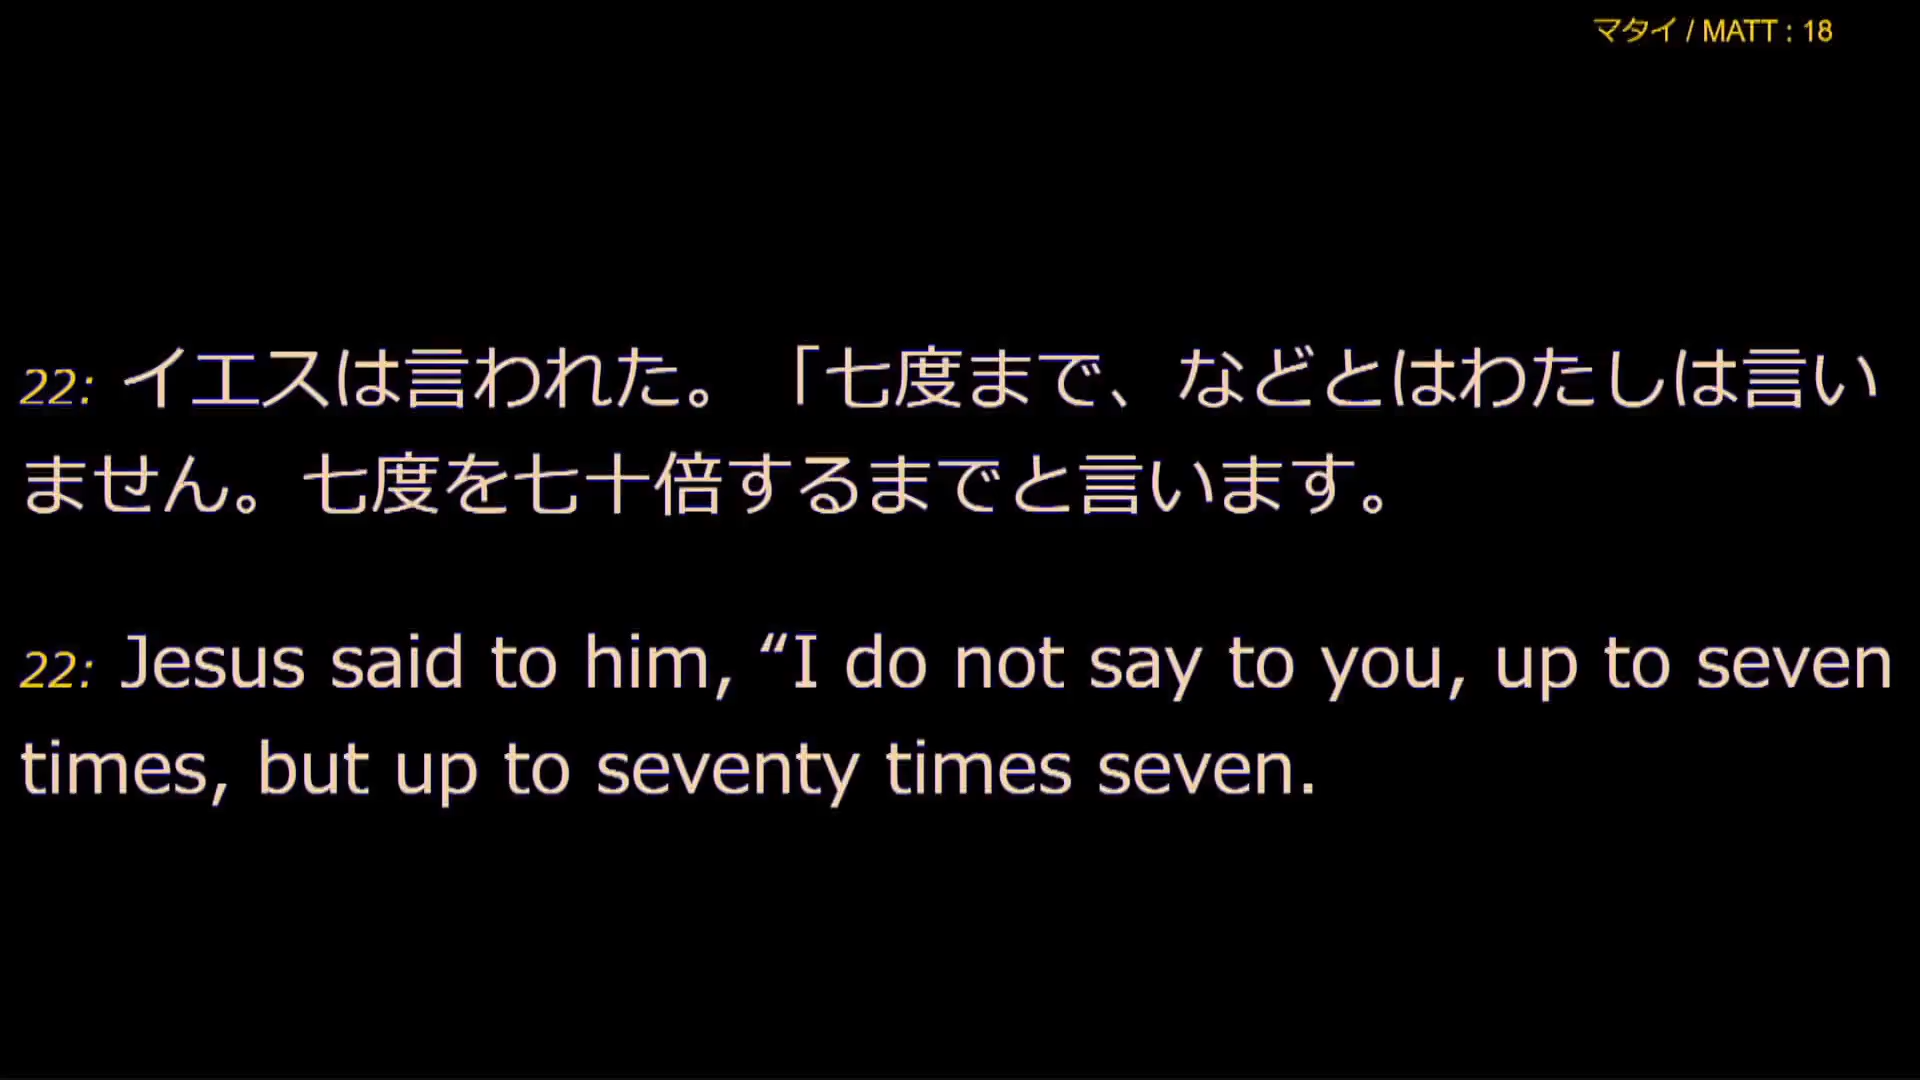 マタイ / MATT : 18
22: イエスは言われた。「七度まで、などとはわたしは言い
ません。七度を七十倍するまでと言います。
22: Jesus said to him, “I do not say to you, up to seven
times, but up to seventy times seven.